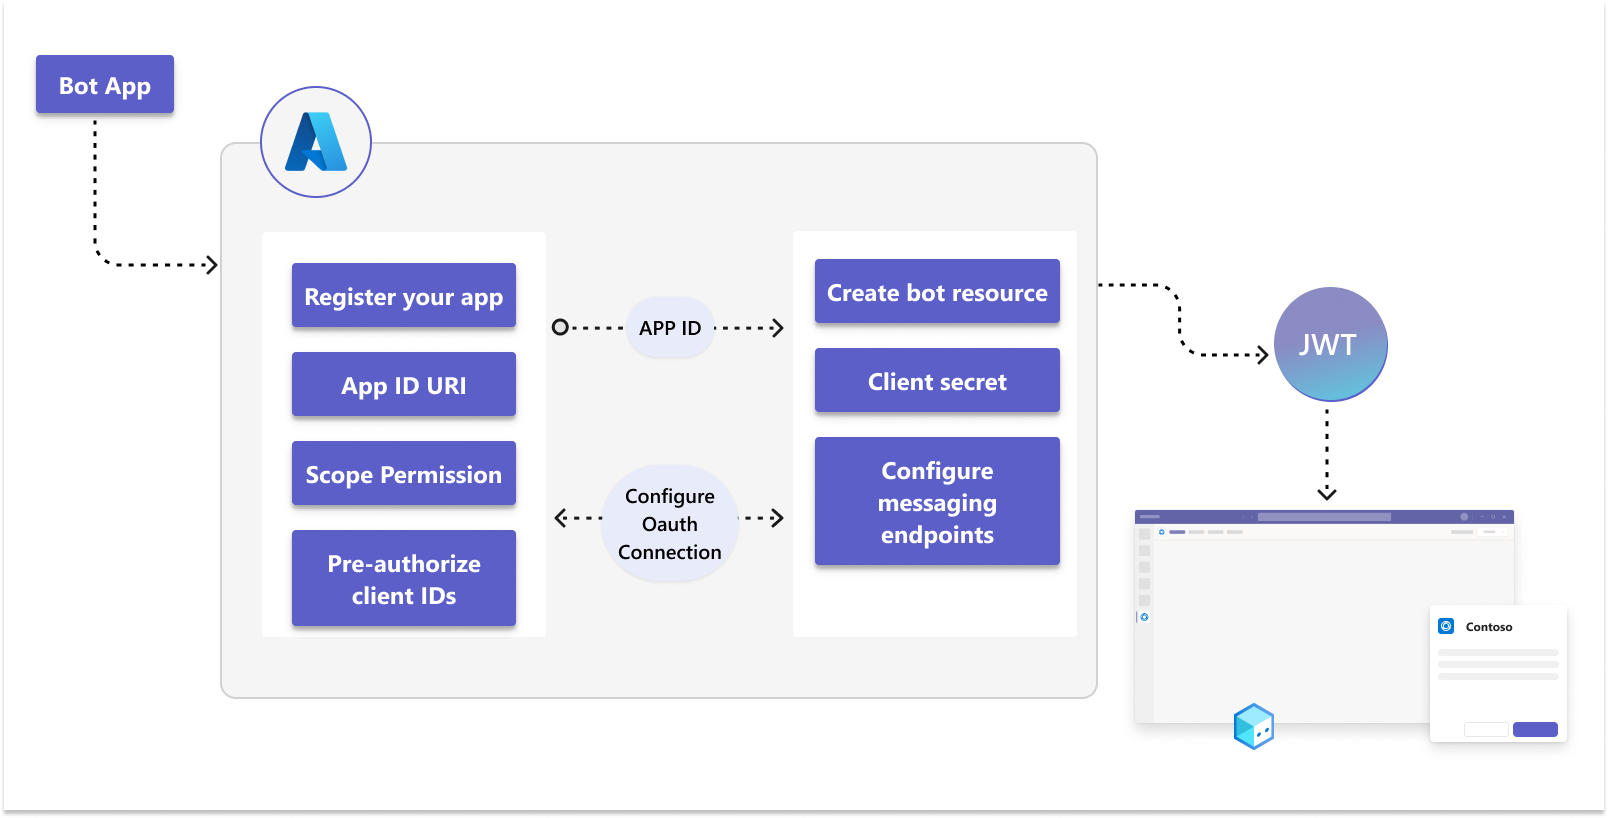 Bot App
Register your app
App ID URI
Scope Permission
Pre-authorize
client IDs
APP ID
Configure
Oauth
Connection
Create bot resource
Client secret
Configure
messaging
endpoints
JWT
Contoso